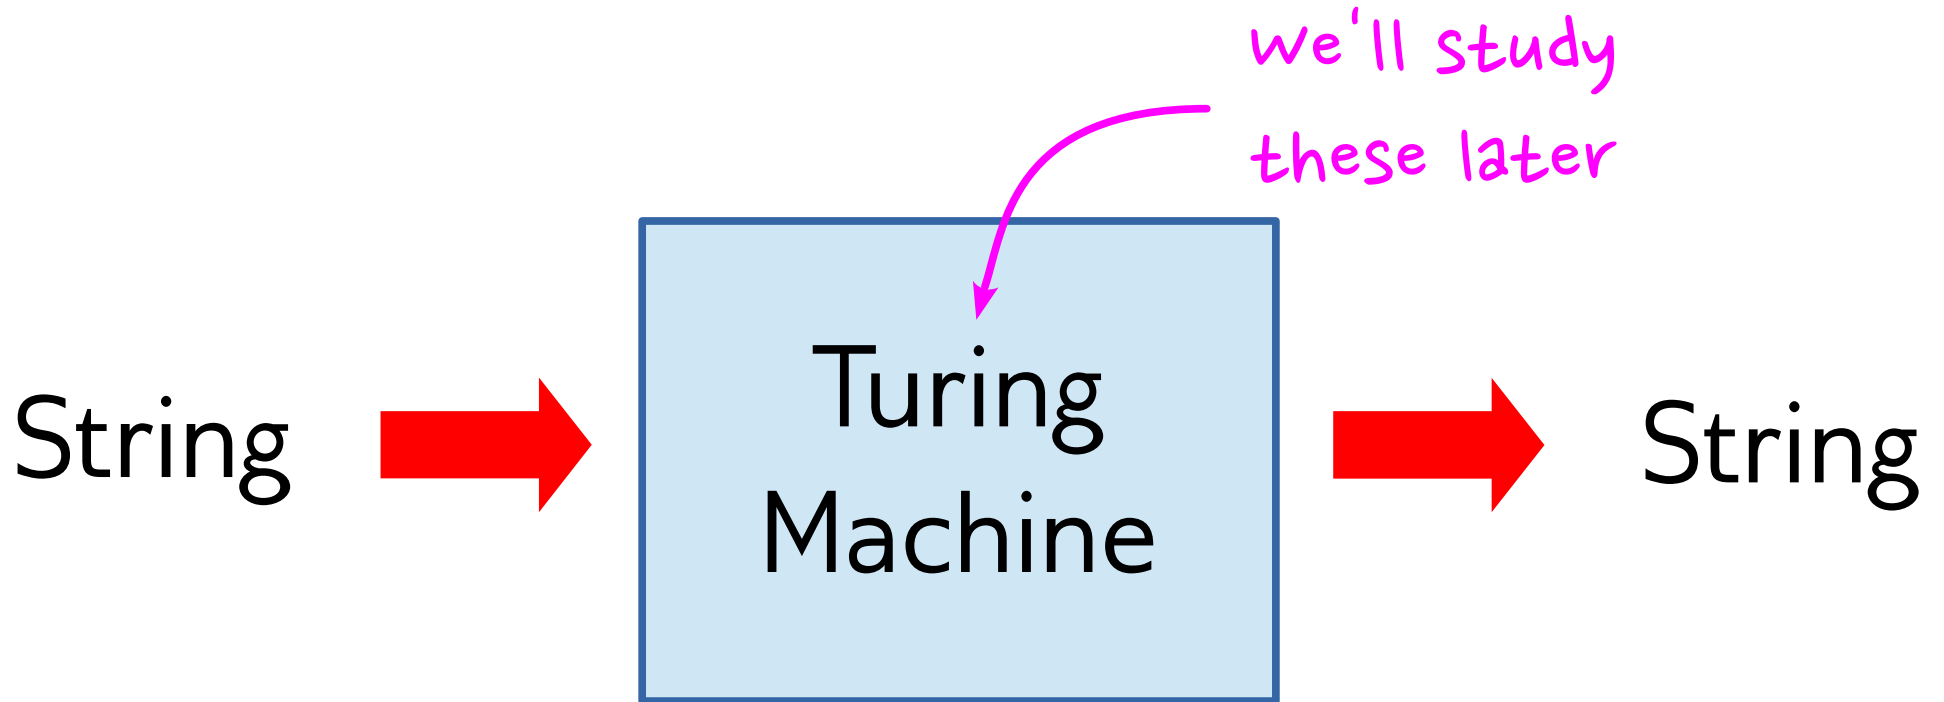 we'll study
these later
String
Turing
Machine
String